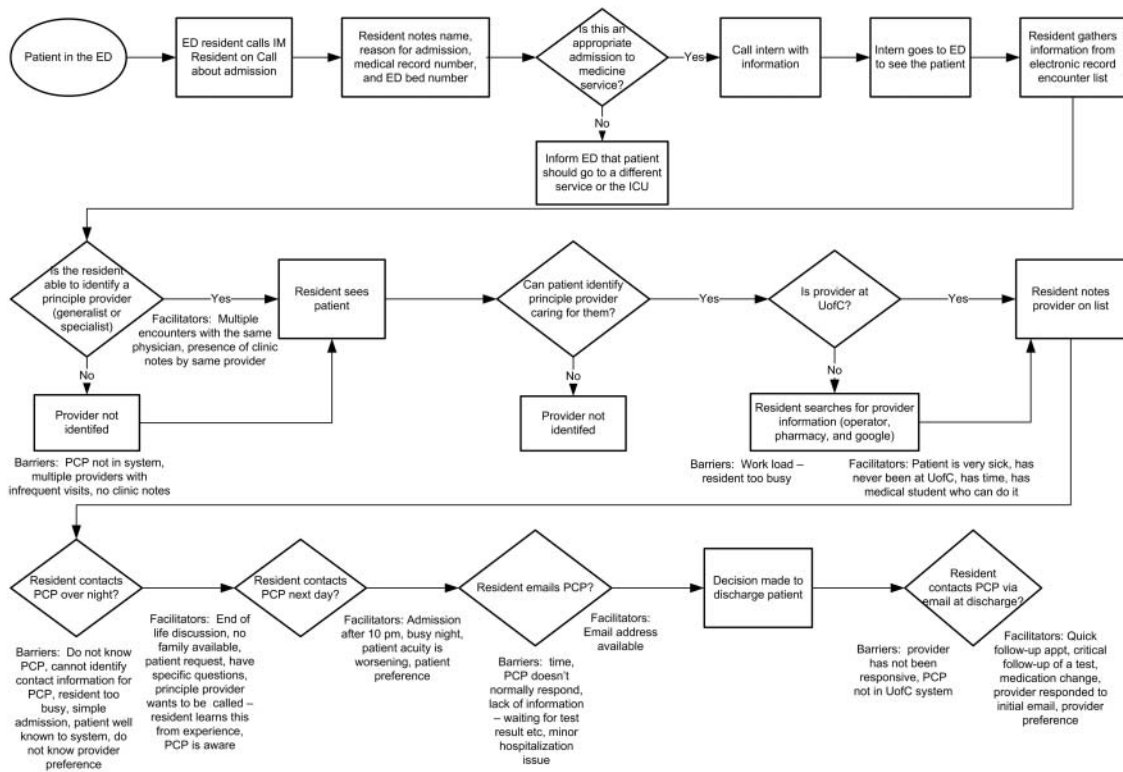 Patient in the ED
ED resident calls IM
Resident on Call
about admission
Resident notes name,
reason for admission,
medical record number,
and ED bed number
Is this an
appropriate
admission to
medicine
service?
Yes
No
Call intern with
information
Intern goes to ED
to see the patient
Resident gathers
information from
electronic record
encounter list
Inform ED that patient
should go to a different
service or the ICU
Is the resident
able to identify a
principle provider
(generalist or
specialist)
Yes
Facilitators: Multiple
encounters with the same
physician, presence of clinic
notes by same provider
No
Provider not
identifed
Barriers: PCP not in system,
multiple providers with
infrequent visits, no clinic notes
Resident sees
patient
Can patient identify
principle provider
caring for them?
Yes
No
Provider not
identifed
Is provider at
UofC?
Yes
No
Resident searches for provider
information (operator,
pharmacy, and google)
Barriers: Work load –
resident too busy
Facilitators: Patient is very sick, has
never been at UofC, has time, has
medical student who can do it
Resident notes
provider on list
Resident contacts
PCP over night?
Barriers: Do not know
PCP, cannot identify
contact information for
PCP, resident too
busy, simple
admission, patient well
known to system, do
not know provider
preference
Facilitators: End of
life discussion, no
family available,
patient request, have
specific questions,
principle provider
wants to be called –
resident learns this
from experience,
PCP is aware
Resident contacts
PCP next day?
Facilitators: Admission
after 10 pm, busy night,
patient acuity is
worsening, patient
preference
Resident emails PCP?
Barriers: time,
PCP doesn't
normally respond,
lack of information
– waiting for test
result etc, minor
hospitalization
issue
Facilitators:
Email address
available
Decision made to
discharge patient
Resident
contacts PCP via
email at discharge?
Barriers: provider
has not been
responsive, PCP
not in UofC system
Facilitators: Quick
follow-up appt, critical
follow-up of a test,
medication change,
provider responded to
initial email, provider
preference